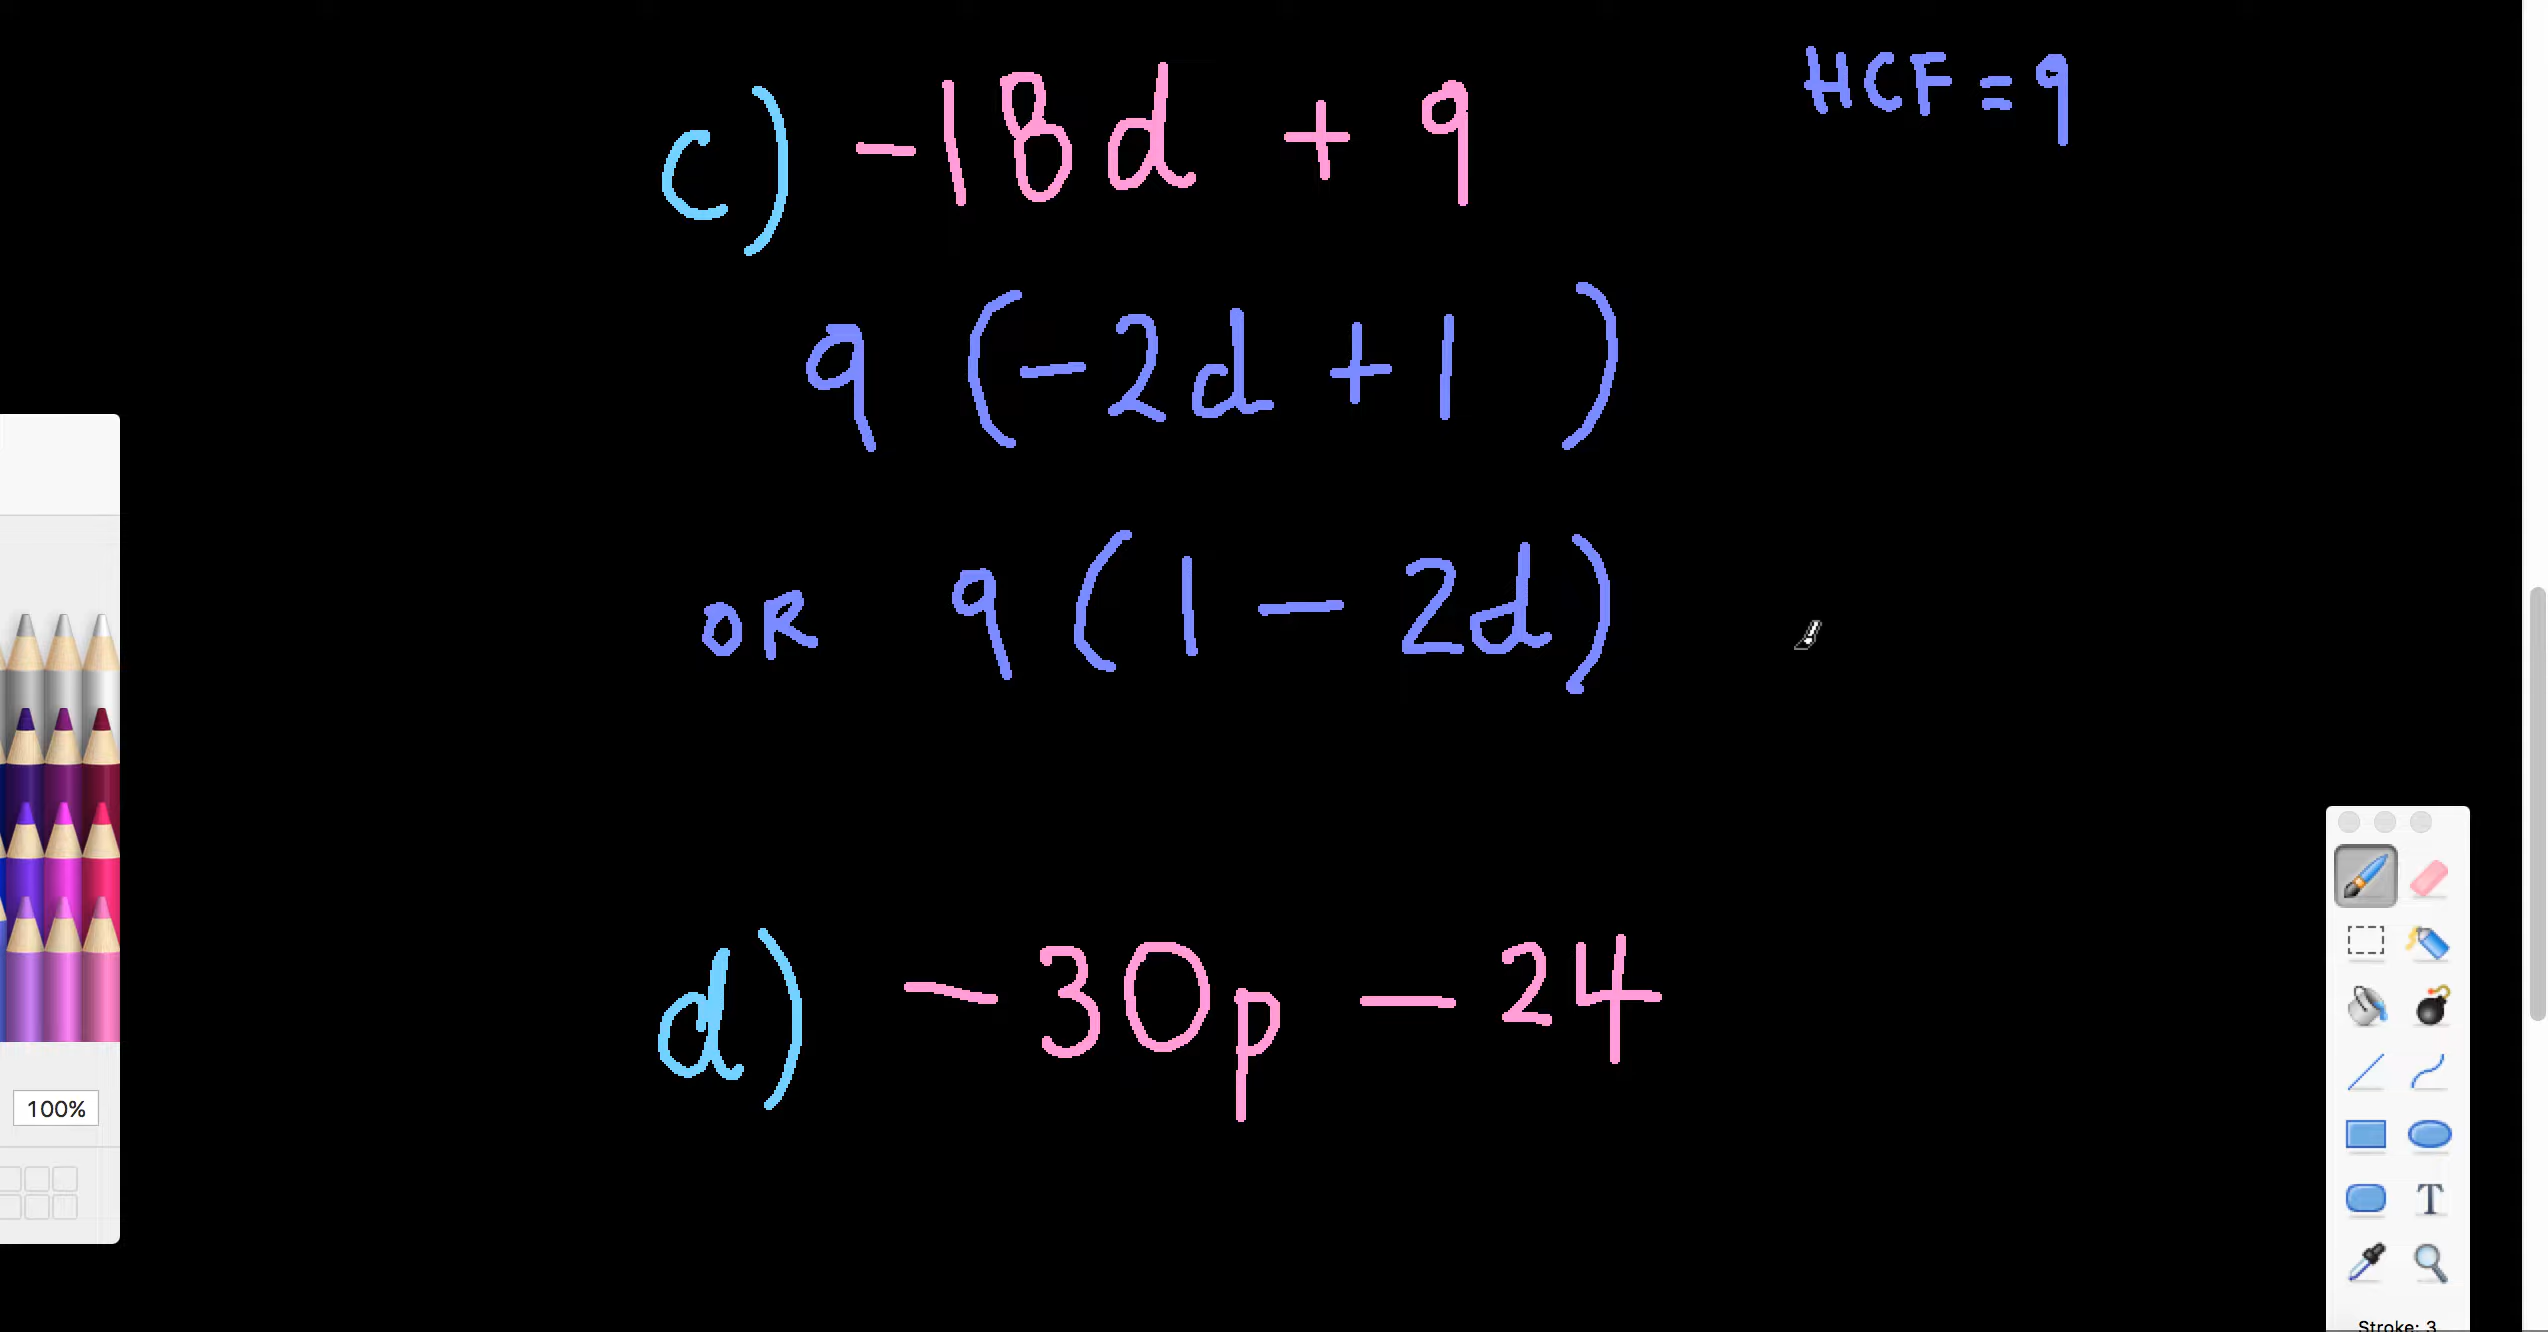 c) -18d + 9
HCF = 9
9 (-2d + 1 )
OR 9 ( 1 - 2d)
d) - 30p - 24
100%
T
Stroke: 3